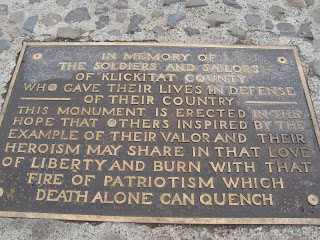 IN MEMORY OF
THE SOLDIERS AND SAILORS
OF KLICKITAT COUNTY
WHO GAVE THEIR LIVES IN DEFENSE
OF THEIR COUNTRY
THIS MONUMENT IS ERECTED IN THE
HOPE THAT OTHERS INSPIRED BY THE
EXAMPLE OF THEIR VALOR AND THEIR
HEROISM MAY SHARE IN THAT LOVE
OF LIBERTY AND BURN WITH THAT
FIRE OF PATRIOTISM WHICH
DEATH ALONE CAN QUENCH